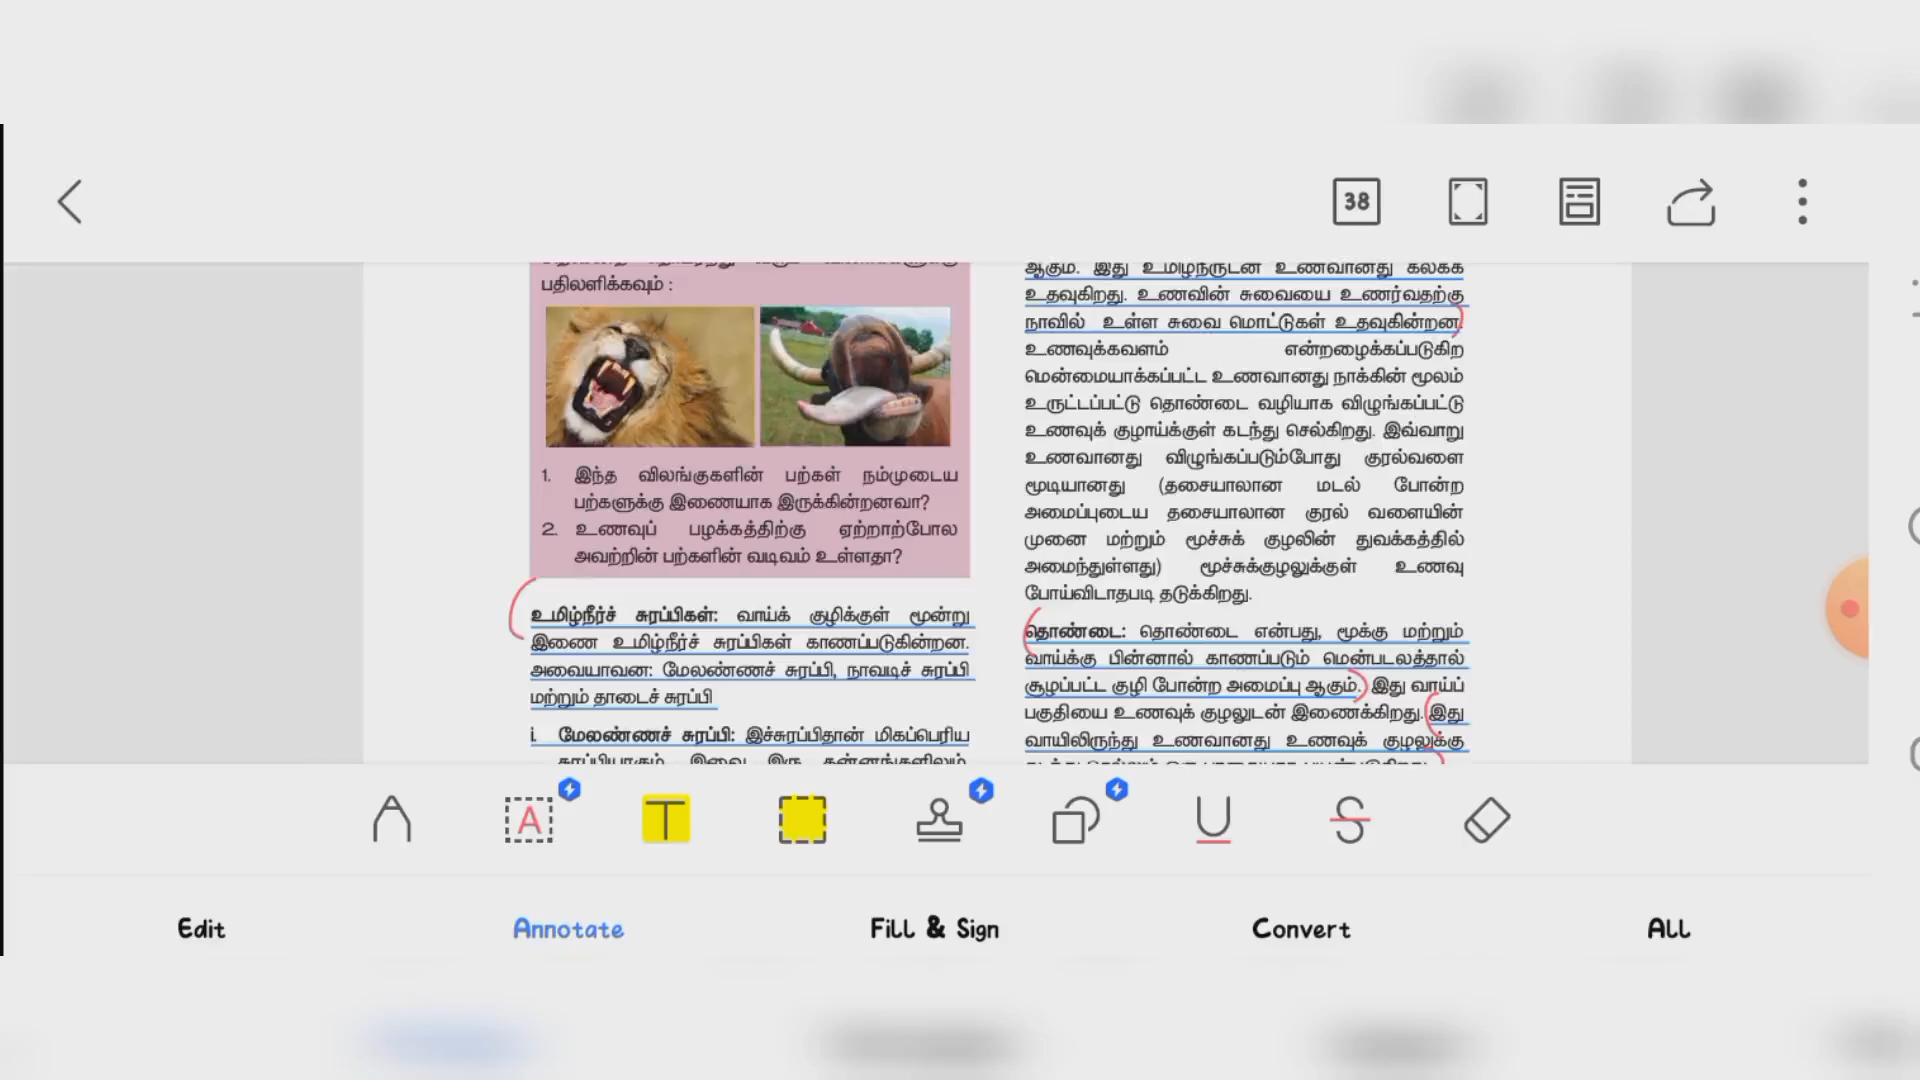 38
பதிலளிக்கவும் :
1. இந்த விலங்குகளின் பற்கள் நம்முடைய
பற்களுக்கு இணையாக இருக்கின்றனவா?
2. உணவுப் பழக்கத்திற்கு ஏற்றாற்போல
அவற்றின் பற்களின் வடிவம் உள்ளதா?
உமிழ்நீர்ச் சுரப்பிகள்: வாய்க் குழிக்குள் மூன்று
இணை உமிழ்நீர்ச் சுரப்பிகள் காணப்படுகின்றன.
அவையாவன: மேலண்ணச் சுரப்பி, நாவடிச் சுரப்பி
மற்றும் தாடைச் சுரப்பி
i. மேலண்ணச் சுரப்பி: இச்சுரப்பிதான் மிகப்பெரிய
ஆகும். இது உமிழ்நீருடன் உணவானது கலக்க
உதவுகிறது. உணவின் சுவையை உணர்வதற்கு
நாவில் உள்ள சுவை மொட்டுகள் உதவுகின்றன.
உணவுக்கவளம் என்றழைக்கப்படுகிற
மென்மையாக்கப்பட்ட உணவானது நாக்கின் மூலம்
உருட்டப்பட்டு தொண்டை வழியாக விழுங்கப்பட்டு
உணவுக் குழாய்க்குள் கடந்து செல்கிறது. இவ்வாறு
உணவானது விழுங்கப்படும்போது குரல்வளை
மூடியானது (தசையாலான மடல் போன்ற
அமைப்புடைய தசையாலான குரல் வளையின்
முனை மற்றும் மூச்சுக் குழலின் துவக்கத்தில்
அமைந்துள்ளது) மூச்சுக்குழலுக்குள் உணவு
போய்விடாதபடி தடுக்கிறது.
தொண்டை: தொண்டை என்பது, மூக்கு மற்றும்
வாய்க்கு பின்னால் காணப்படும் மென்படலத்தால்
சூழப்பட்ட குழி போன்ற அமைப்பு ஆகும். இது வாய்ப்
பகுதியை உணவுக் குழலுடன் இணைக்கிறது. இது
வாயிலிருந்து உணவானது உணவுக் குழலுக்கு
Edit Annotate Fill & Sign Convert All